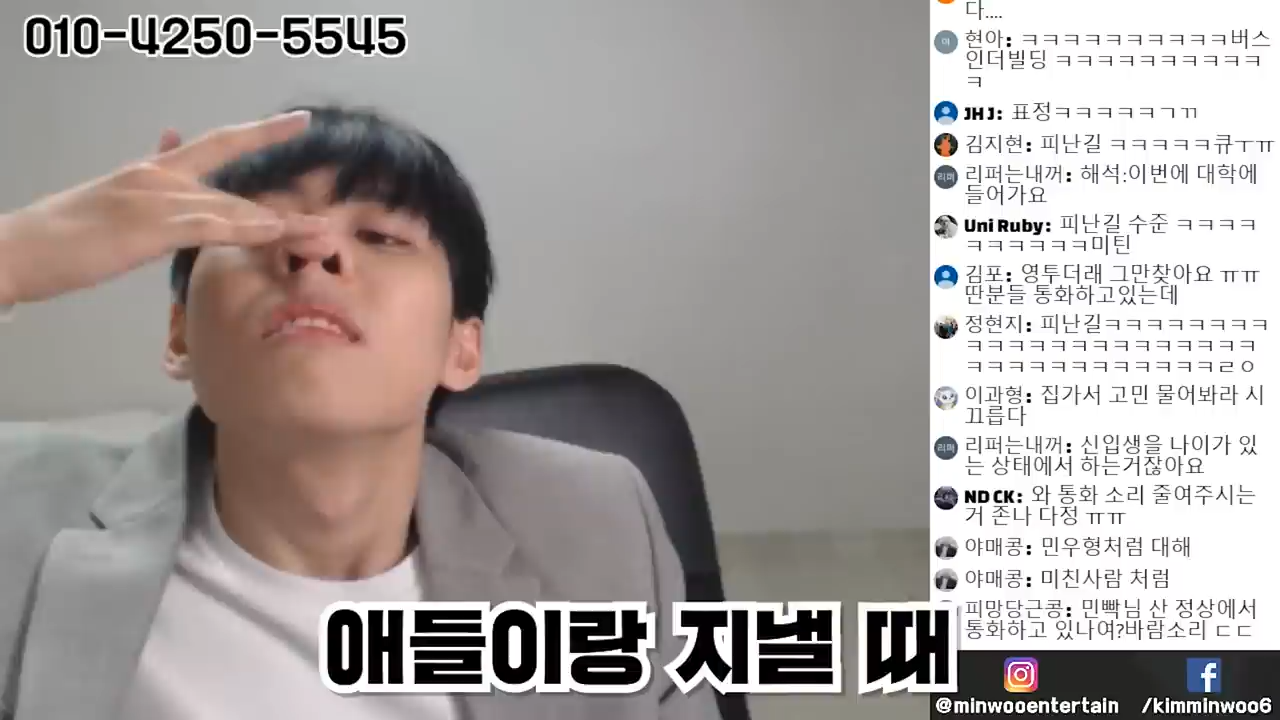 010-4250-5545
다....
현아: ㅋㅋㅋㅋㅋㅋㅋㅋㅋㅋㅋ버스
인더빌딩 ㅋㅋㅋㅋㅋㅋㅋㅋㅋㅋ
ㅋ
JH J: 표정ㅋㅋㅋㅋㅋㄱㄲ
김지현: 피난길 ㅋㅋㅋㅋㅋ큐ㅜㅠ
리퍼는내꺼: 해석:이번에 대학에
들어가요
Uni Ruby: 피난길 수준 ㅋㅋㅋㅋ
ㅋㅋㅋㅋㅋㅋ미틴
김포: 영투더래 그만찾아요 ㅠㅠ
딴분들 통화하고있는데
정현지: 피난길ㅋㅋㅋㅋㅋㅋㅋㅋ
ㅋㅋㅋㅋㅋㅋㅋㅋㅋㅋㅋㅋㅋㅋ
ㅋㅋㅋㅋㅋㅋㅋㅋㅋㅋㅋㅋㄹㅇ
이과형: 집가서 고민 물어봐라 시
끄릅다
리퍼는내꺼: 신입생을 나이가 있
는 상태에서 하는거잖아요
ND CK: 와 통화 소리 줄여주시는
거 존나 다정 ㅠㅠ
야매콩: 민우형처럼 대해
야매콩: 미친사람 처럼
피망당근콩: 민빱님 산 정상에서
통화하고 있나여?바람소리 ㄷㄷ
애들이랑 지낼 때
@minwooentertain /kimminwoo6